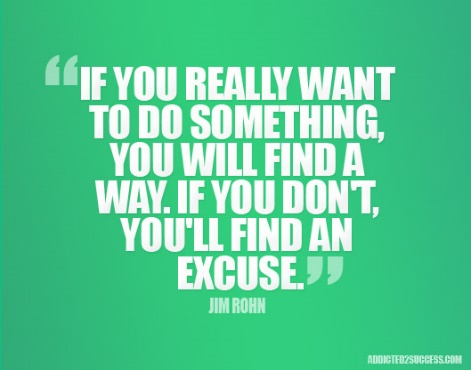 “IF YOU REALLY WANT
TO DO SOMETHING,
YOU WILL FIND A
WAY. IF YOU DON'T,
YOU'LL FIND AN
EXCUSE.”
JIM ROHN
ADDICTED2SUCCESS.COM